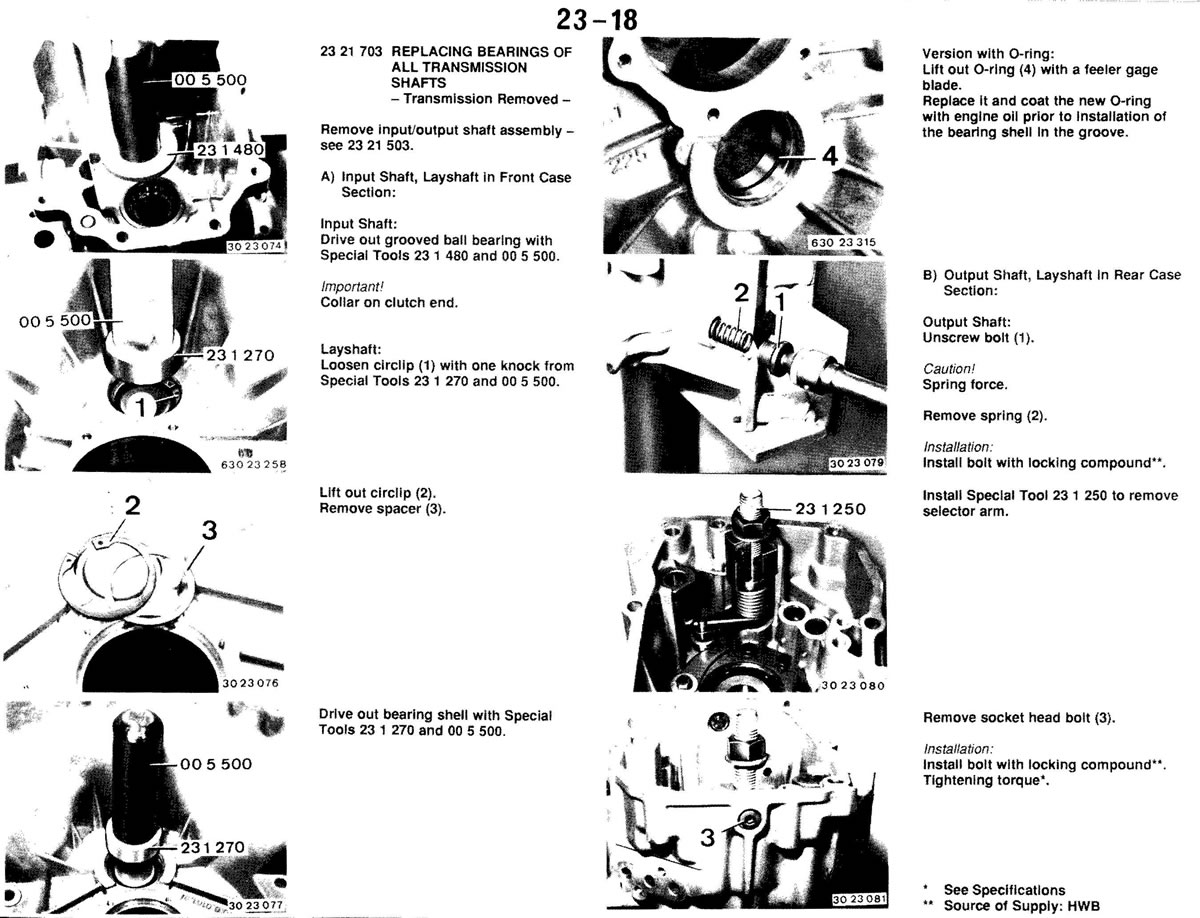 23-18
00 5 500
23 1 480
30 23 074
23 21 703 REPLACING BEARINGS OF
ALL TRANSMISSION
SHAFTS
– Transmission Removed –
Remove input/output shaft assembly –
see 23 21 503.
A) Input Shaft, Layshaft in Front Case
Section:
Input Shaft:
Drive out grooved ball bearing with
Special Tools 23 1 480 and 00 5 500.
Important!
Collar on clutch end.
00 5 500
23 1 270
1
630 23 258
Layshaft:
Loosen circlip (1) with one knock from
Special Tools 23 1 270 and 00 5 500.
2
3
30 23 076
Lift out circlip (2).
Remove spacer (3).
00 5 500
23 1 270
30 23 077
Drive out bearing shell with Special
Tools 23 1 270 and 00 5 500.
4
630 23 315
Version with O-ring:
Lift out O-ring (4) with a feeler gage
blade.
Replace it and coat the new O-ring
with engine oil prior to installation of
the bearing shell in the groove.
2
1
30 23 079
B) Output Shaft, Layshaft in Rear Case
Section:
Output Shaft:
Unscrew bolt (1).
Caution!
Spring force.
Remove spring (2).
Installation:
Install bolt with locking compound**.
23 1 250
30 23 080
Install Special Tool 23 1 250 to remove
selector arm.
3
30 23 081
Remove socket head bolt (3).
Installation:
Install bolt with locking compound**.
Tightening torque*.
* See Specifications
** Source of Supply: HWB